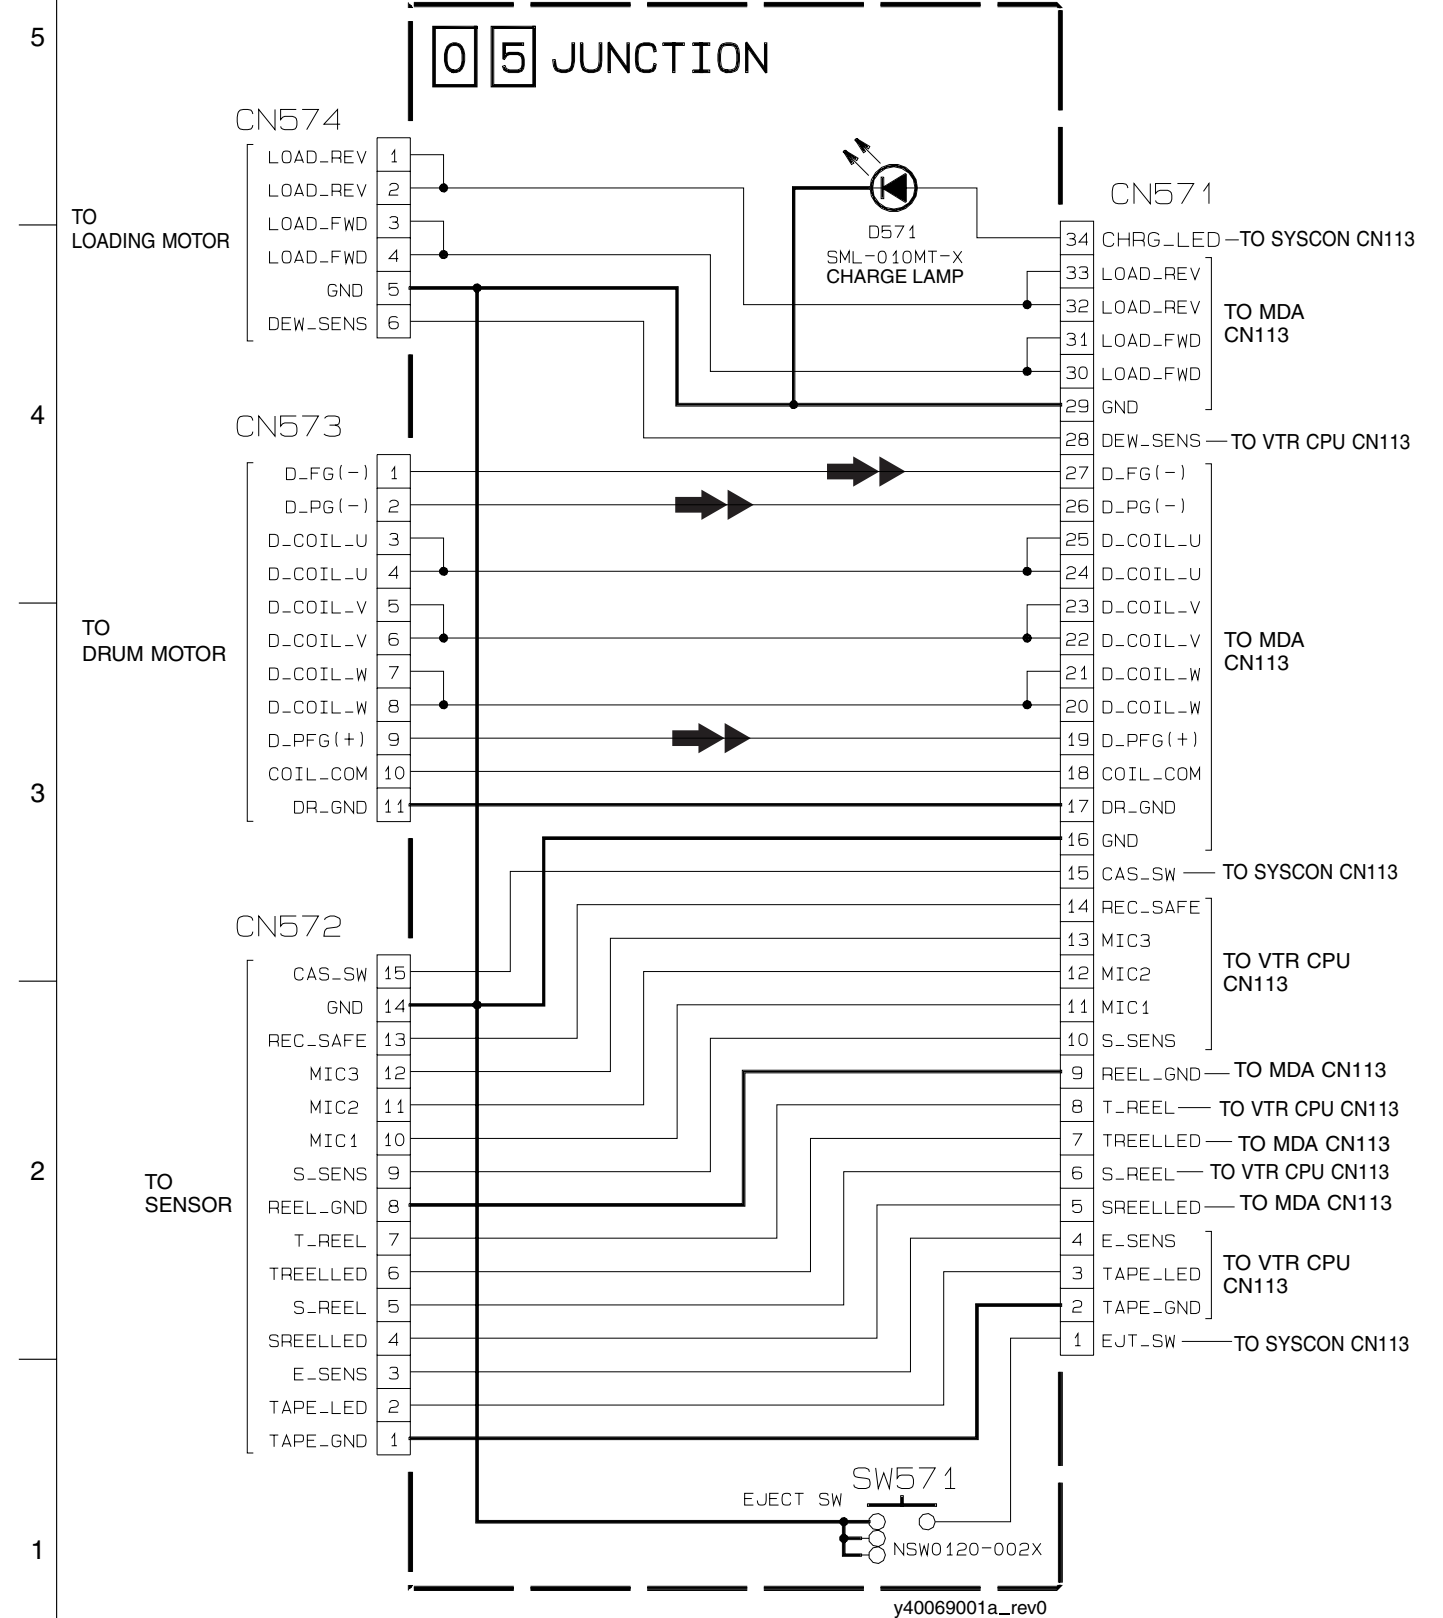 5
0 5 JUNCTION
CN574
LOAD_REV 1
LOAD_REV 2
LOAD_FWD 3
LOAD_FWD 4
GND 5
DEW_SENS 6
TO
LOADING MOTOR
D571
SML-010MT-X
CHARGE LAMP
CN571
34 CHRG_LED TO SYSCON CN113
33 LOAD_REV
32 LOAD_REV
31 LOAD_FWD
30 LOAD_FWD
29 GND
TO MDA
CN113
28 DEW_SENS TO VTR CPU CN113
4
CN573
D_FG(-) 1
D_PG(-) 2
D_COIL_U 3
D_COIL_U 4
D_COIL_V 5
D_COIL_V 6
D_COIL_W 7
D_COIL_W 8
D_PFG(+) 9
COIL_COM 10
DR_GND 11
TO
DRUM MOTOR
27 D_FG(-)
26 D_PG(-)
25 D_COIL_U
24 D_COIL_U
23 D_COIL_V
22 D_COIL_V
21 D_COIL_W
20 D_COIL_W
19 D_PFG(+)
18 COIL_COM
17 DR_GND
16 GND
TO MDA
CN113
3
15 CAS_SW TO SYSCON CN113
14 REC_SAFE
13 MIC3
12 MIC2
11 MIC1
10 S_SENS
TO VTR CPU
CN113
9 REEL_GND TO MDA CN113
8 T_REEL TO VTR CPU CN113
7 TREELLED TO MDA CN113
6 S_REEL TO VTR CPU CN113
5 SREELLED TO MDA CN113
4 E_SENS
3 TAPE_LED
2 TAPE_GND
TO VTR CPU
CN113
1 EJT_SW TO SYSCON CN113
CN572
CAS_SW 15
GND 14
REC_SAFE 13
MIC3 12
MIC2 11
MIC1 10
S_SENS 9
REEL_GND 8
T_REEL 7
TREELLED 6
S_REEL 5
SREELLED 4
E_SENS 3
TAPE_LED 2
TAPE_GND 1
2
TO
SENSOR
SW571
EJECT SW
NSW0120-002X
1
y40069001a_rev0